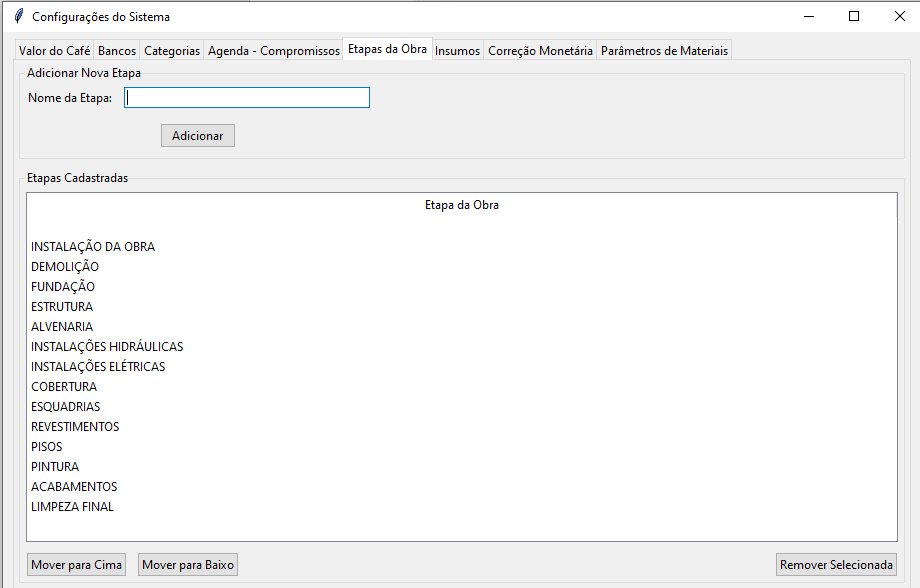 Configurações do Sistema
Valor do Café Bancos Categorias Agenda - Compromissos Etapas da Obra Insumos Correção Monetária Parâmetros de Materiais
Adicionar Nova Etapa
Nome da Etapa:
Adicionar
Etapas Cadastradas
Etapa da Obra
INSTALAÇÃO DA OBRA
DEMOLIÇÃO
FUNDAÇÃO
ESTRUTURA
ALVENARIA
INSTALAÇÕES HIDRÁULICAS
INSTALAÇÕES ELÉTRICAS
COBERTURA
ESQUADRIAS
REVESTIMENTOS
PISOS
PINTURA
ACABAMENTOS
LIMPEZA FINAL
Mover para Cima Mover para Baixo Remover Selecionada